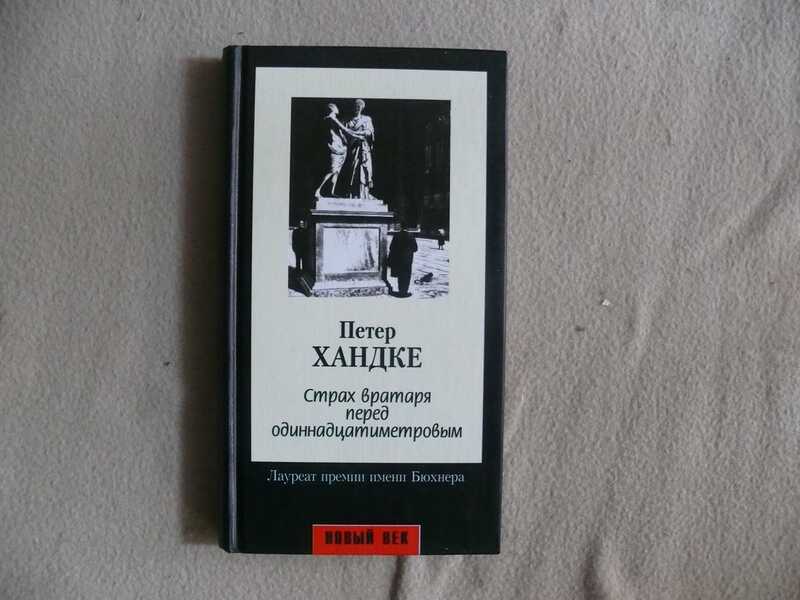 Петер
ХАНДКЕ
Страх вратаря
перед
одиннадцатиметровым
Лауреат премии имени Бюхнера
НОВЫЙ ВЕК